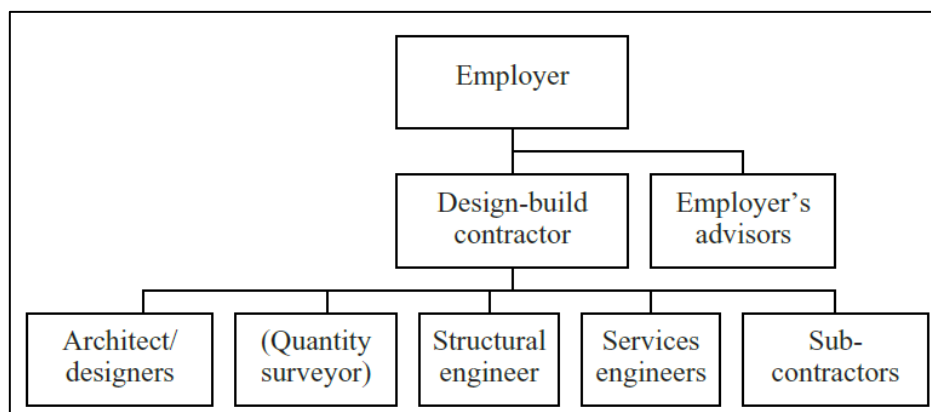 Employer
Design-build
contractor
Employer’s
advisors
Architect/
designers
(Quantity
surveyor)
Structural
engineer
Services
engineers
Sub-
contractors